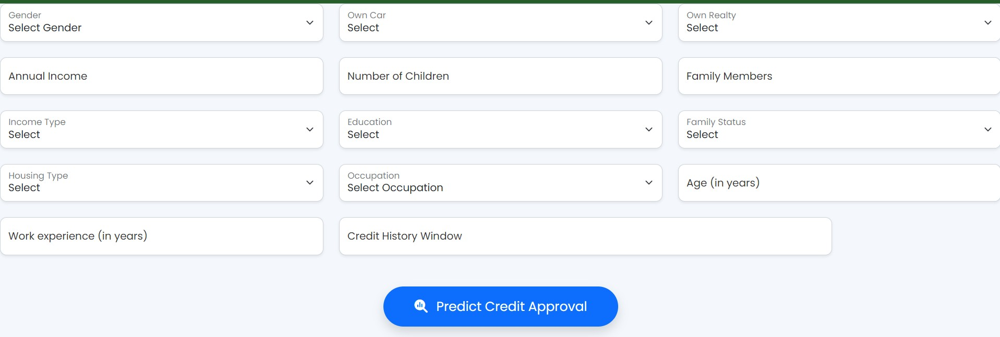 Gender
Select Gender
Own Car
Select
Own Realty
Select
Annual Income
Number of Children
Family Members
Income Type
Select
Education
Select
Family Status
Select
Housing Type
Select
Occupation
Select Occupation
Age (in years)
Work experience (in years)
Credit History Window
Predict Credit Approval